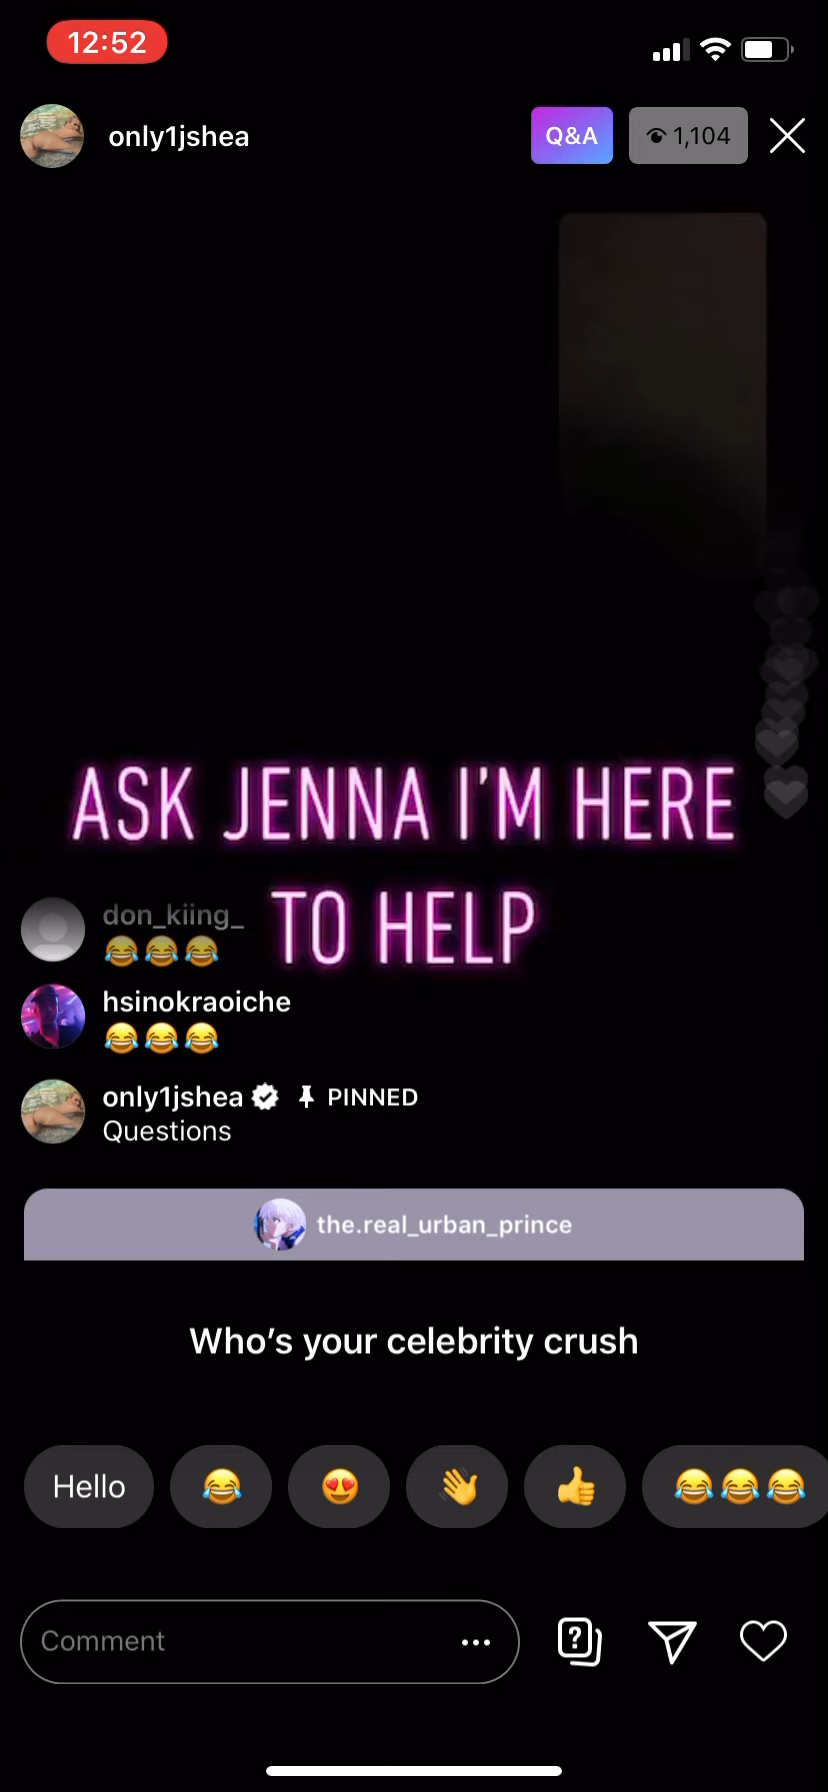 12:52
only1jshea
Q&A
1,104
ASK JENNA I'M HERE
TO HELP
don_kiing_
😂😂😂
hsinokraoiche
😂😂😂
only1jshea PINNED
Questions
the.real_urban_prince
Who's your celebrity crush
Hello 😂 😍 👋 👍 😂😂😂
Comment